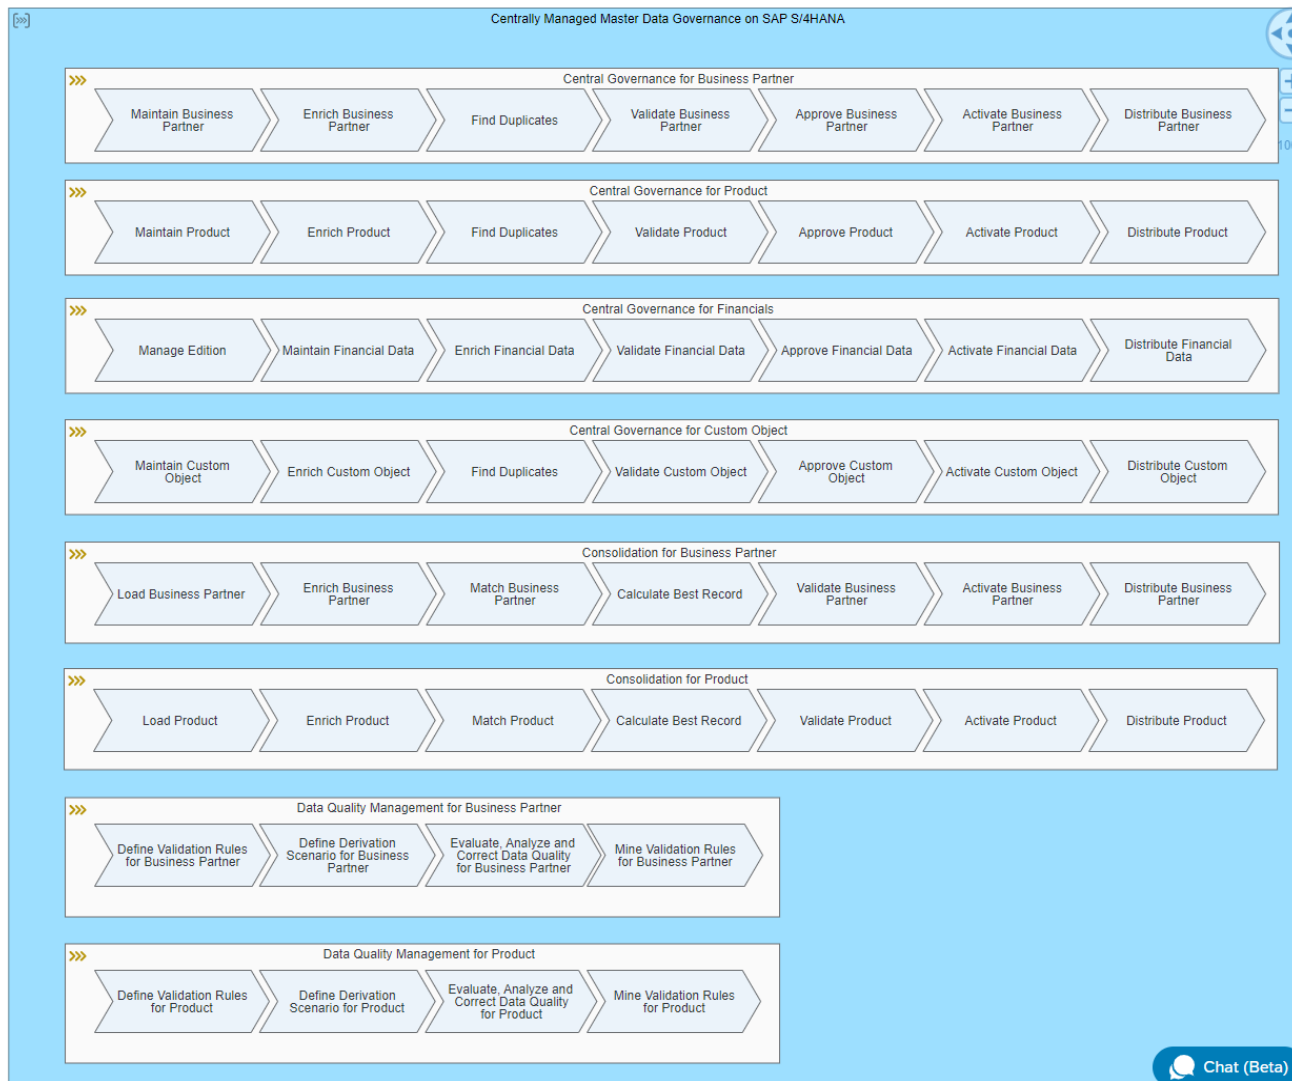 Centrally Managed Master Data Governance on SAP S/4HANA
Central Governance for Business Partner
Maintain Business
Partner
Enrich Business
Partner
Find Duplicates
Validate Business
Partner
Approve Business
Partner
Activate Business
Partner
Distribute Business
Partner
Central Governance for Product
Maintain Product
Enrich Product
Find Duplicates
Validate Product
Approve Product
Activate Product
Distribute Product
Central Governance for Financials
Manage Edition
Maintain Financial Data
Enrich Financial Data
Validate Financial Data
Approve Financial Data
Activate Financial Data
Distribute Financial
Data
Central Governance for Custom Object
Maintain Custom
Object
Enrich Custom Object
Find Duplicates
Validate Custom Object
Approve Custom
Object
Activate Custom Object
Distribute Custom
Object
Consolidation for Business Partner
Load Business Partner
Enrich Business
Partner
Match Business
Partner
Calculate Best Record
Validate Business
Partner
Activate Business
Partner
Distribute Business
Partner
Consolidation for Product
Load Product
Enrich Product
Match Product
Calculate Best Record
Validate Product
Activate Product
Distribute Product
Data Quality Management for Business Partner
Define Validation Rules
for Business Partner
Define Derivation
Scenario for Business
Partner
Evaluate, Analyze and
Correct Data Quality
for Business Partner
Mine Validation Rules
for Business Partner
Data Quality Management for Product
Define Validation Rules
for Product
Define Derivation
Scenario for Product
Evaluate, Analyze and
Correct Data Quality
for Product
Mine Validation Rules
for Product
Chat (Beta)